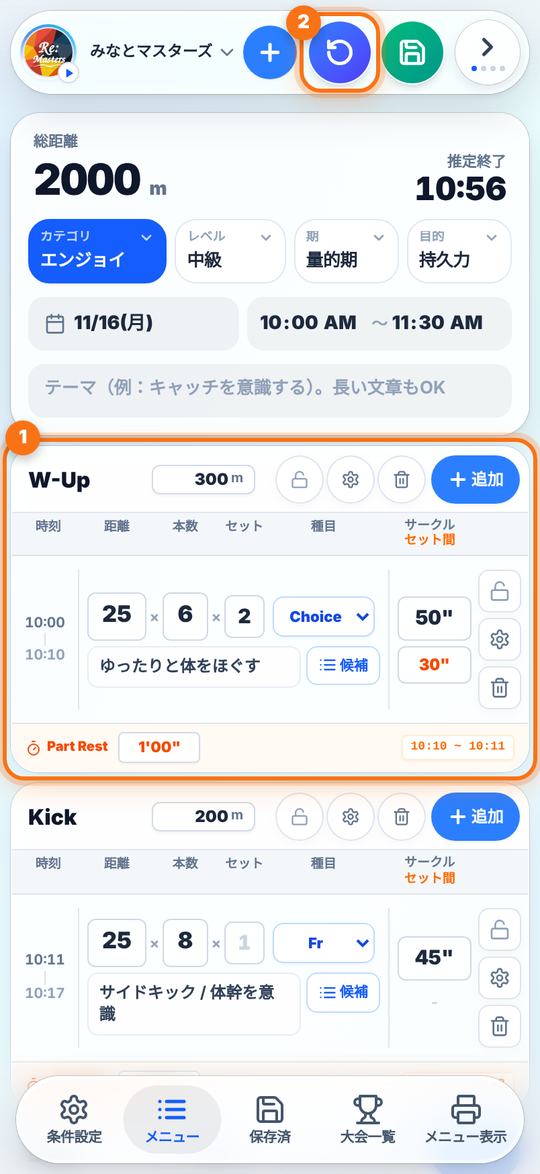 Re:
Masters
みなとマスターズ
2
総距離
2000 m
推定終了
10:56
カテゴリ
エンジョイ
レベル
中級
期
量的期
目的
持久力
11/16(月)
10:00 AM ～ 11:30 AM
テーマ（例：キャッチを意識する）。長い文章もOK
1
W-Up 300 m ＋ 追加
時刻 距離 本数 セット 種目 サークル
セット間
10:00
10:10
25 × 6 × 2 Choice 50"
ゆったりと体をほぐす 候補 30"
Part Rest 1'00" 10:10 ~ 10:11
Kick 200 m ＋ 追加
時刻 距離 本数 セット 種目 サークル
セット間
10:11
10:17
25 × 8 × 1 Fr 45"
サイドキック / 体幹を意
識
候補 -
条件設定 メニュー 保存済 大会一覧 メニュー表示